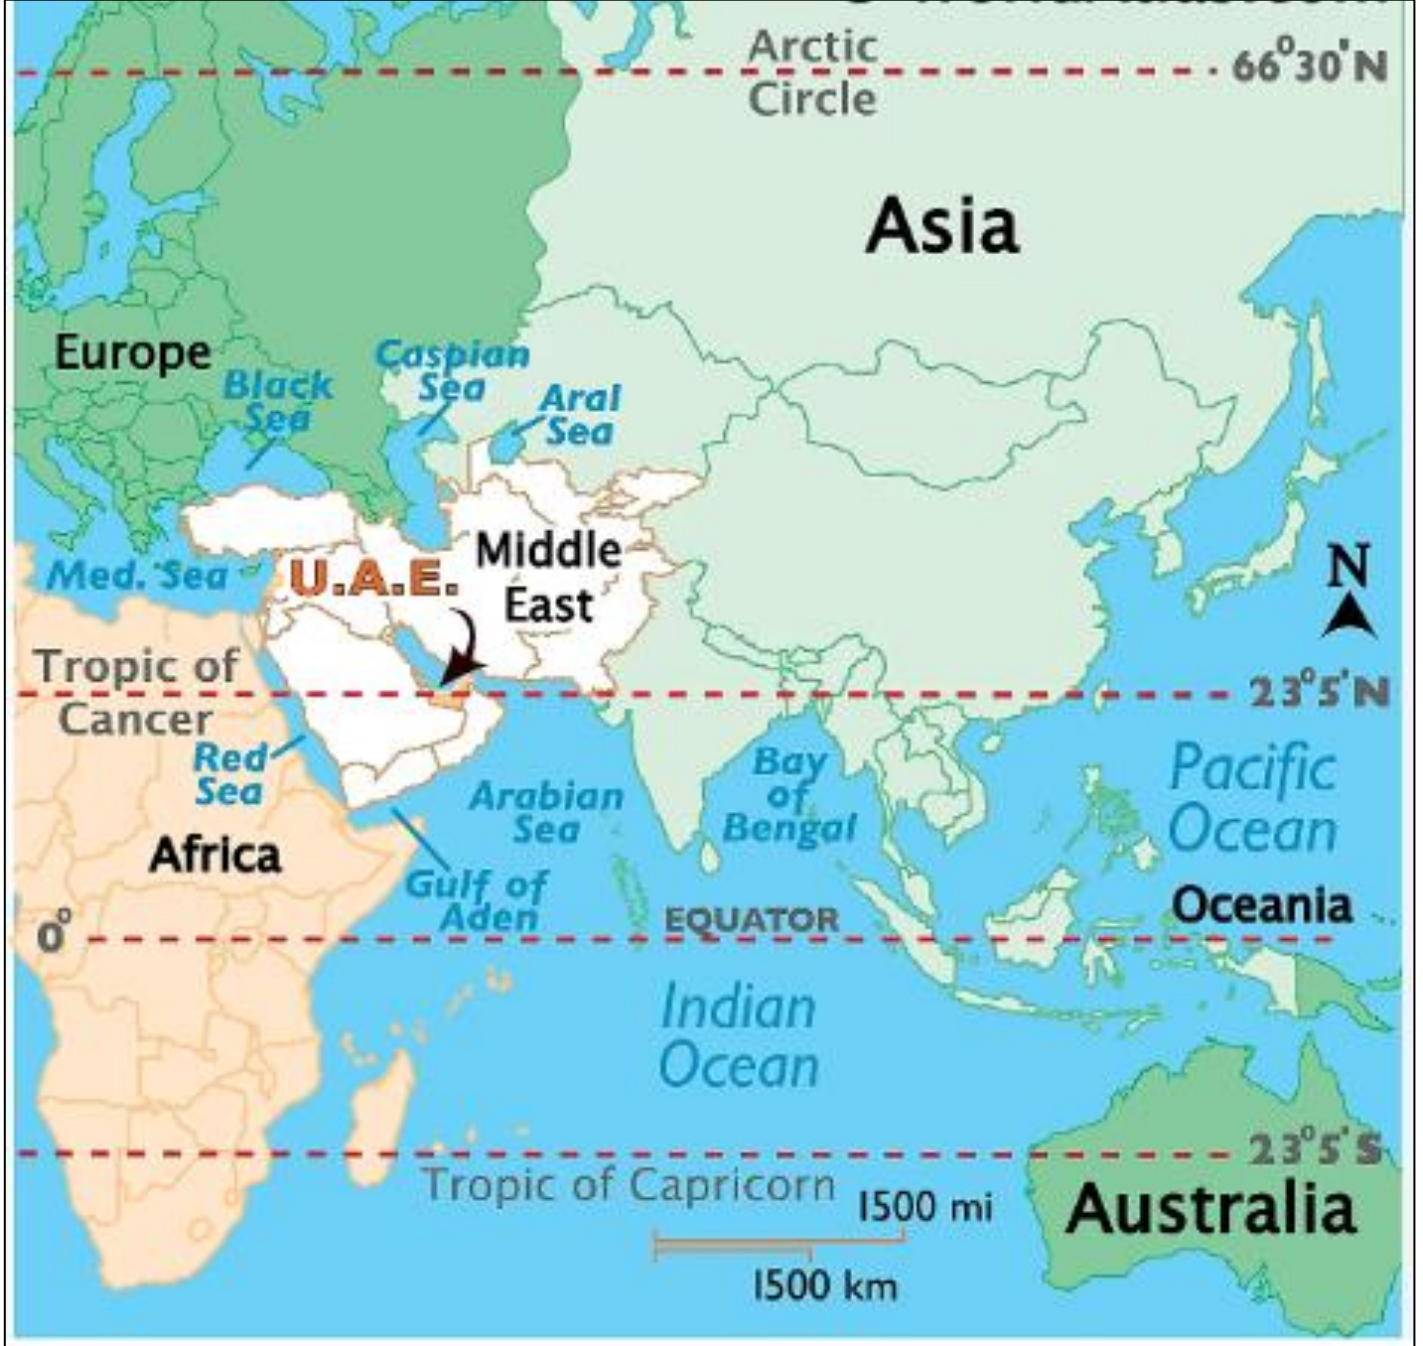 Arctic
Circle
66°30'N
Asia
Europe
Caspian
Sea
Black
Sea
Aral
Sea
Middle
East
U.A.E.
Med. Sea
N
Tropic of
Cancer
23°5'N
Red
Sea
Arabian
Sea
Bay
of
Bengal
Pacific
Ocean
Africa
Gulf of
Aden
Oceania
EQUATOR
0°
Indian
Ocean
23°5'S
Tropic of Capricorn
1500 mi
Australia
1500 km